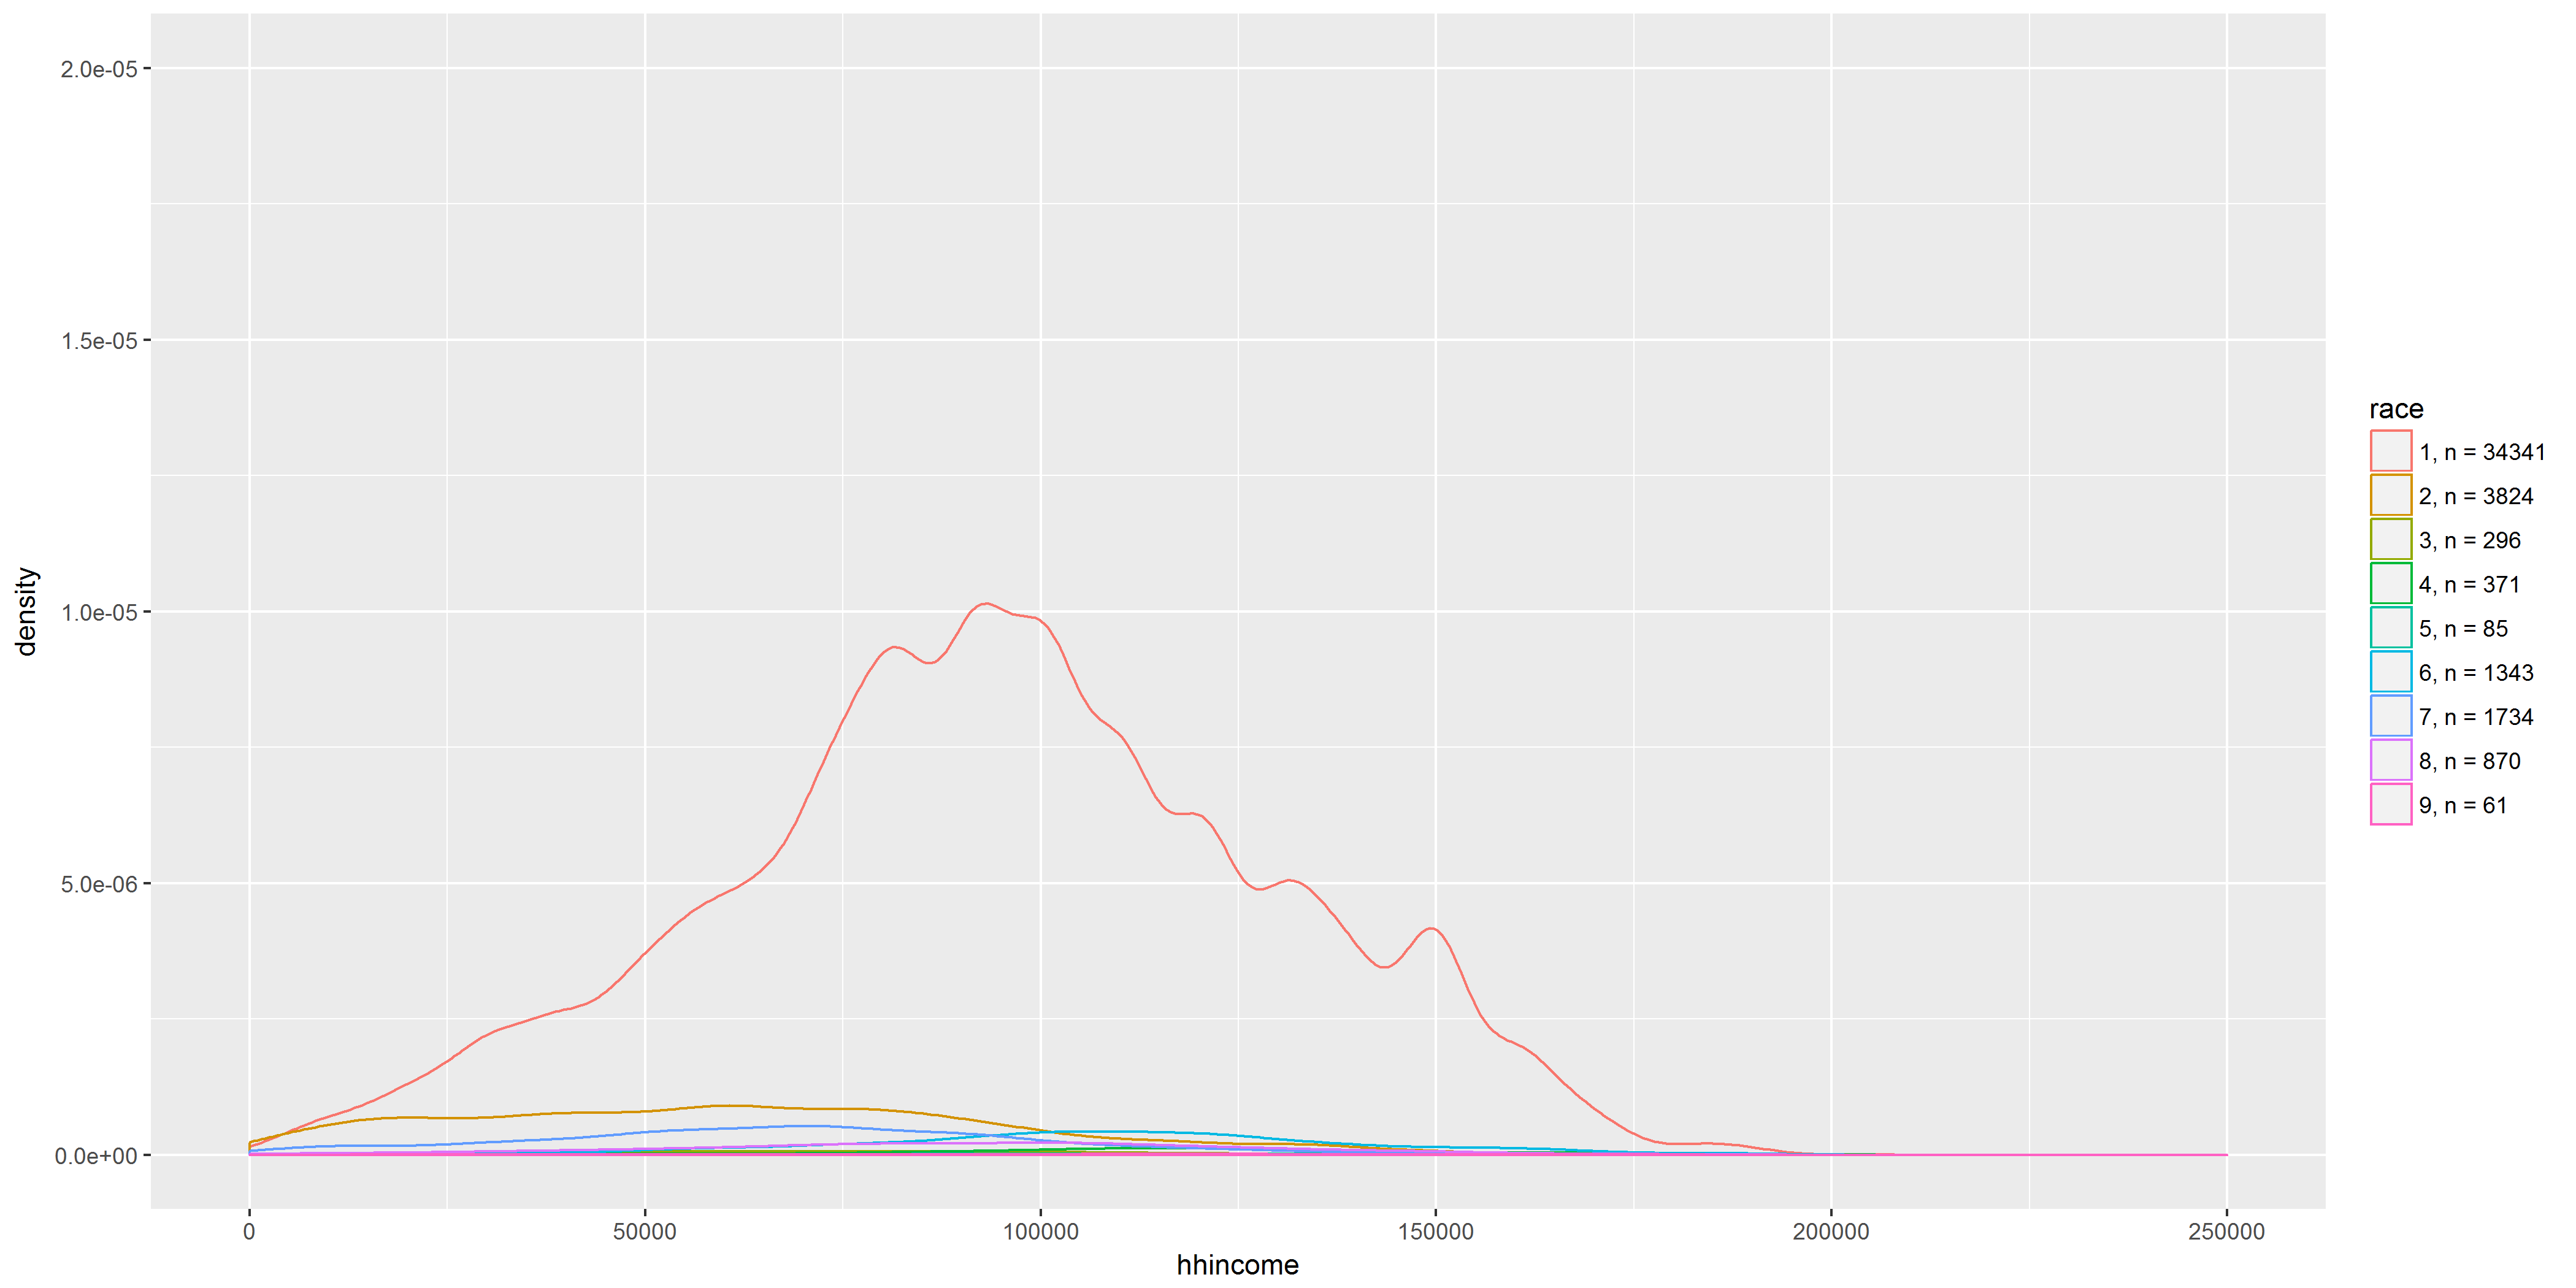 2.0e-05
1.5e-05
1.0e-05
5.0e-06
0.0e+00
density
0 50000 100000 150000 200000 250000
hhincome
race
1, n = 34341
2, n = 3824
3, n = 296
4, n = 371
5, n = 85
6, n = 1343
7, n = 1734
8, n = 870
9, n = 61